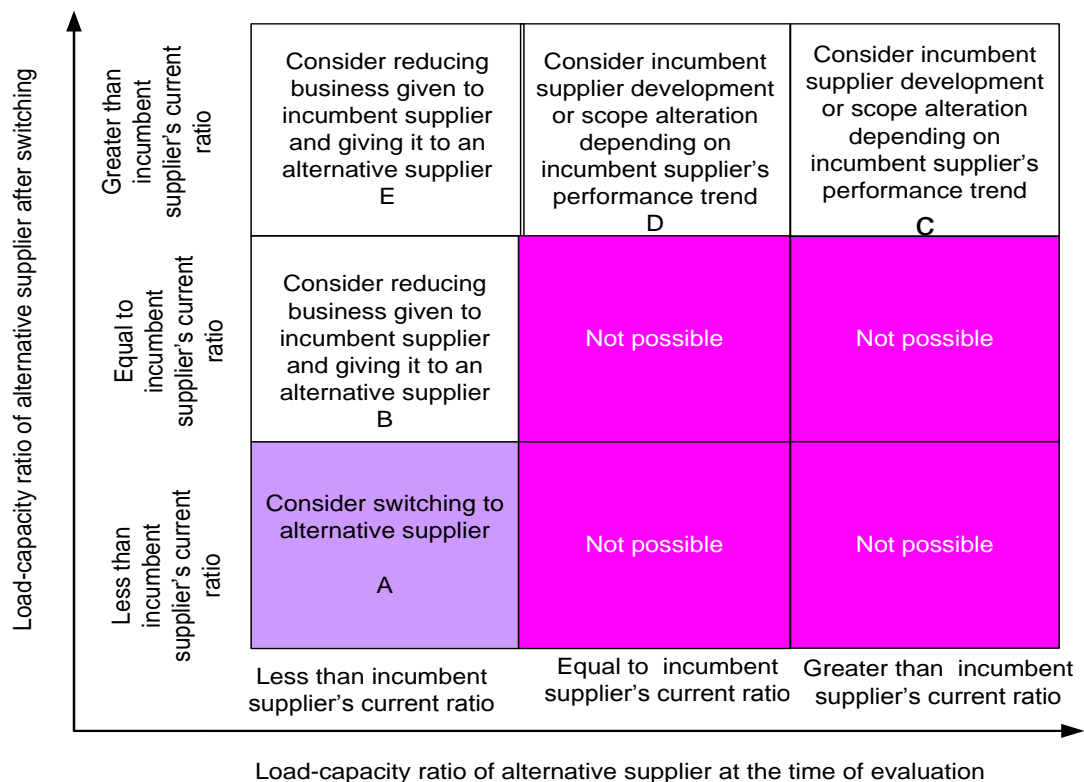 Load-capacity ratio of alternative supplier after switching
Greater than
incumbent
supplier's current
ratio
Consider reducing
business given to
incumbent supplier
and giving it to an
alternative supplier
E
Consider incumbent
supplier development
or scope alteration
depending on
incumbent supplier's
performance trend
D
Consider incumbent
supplier development
or scope alteration
depending on
incumbent supplier's
performance trend
C
Equal to
incumbent
supplier's current
ratio
Consider reducing
business given to
incumbent supplier
and giving it to an
alternative supplier
B
Not possible
Not possible
Less than
incumbent
supplier's current
ratio
Consider switching to
alternative supplier
A
Not possible
Not possible
Less than incumbent
supplier's current ratio
Equal to incumbent
supplier's current ratio
Greater than incumbent
supplier's current ratio
Load-capacity ratio of alternative supplier at the time of evaluation